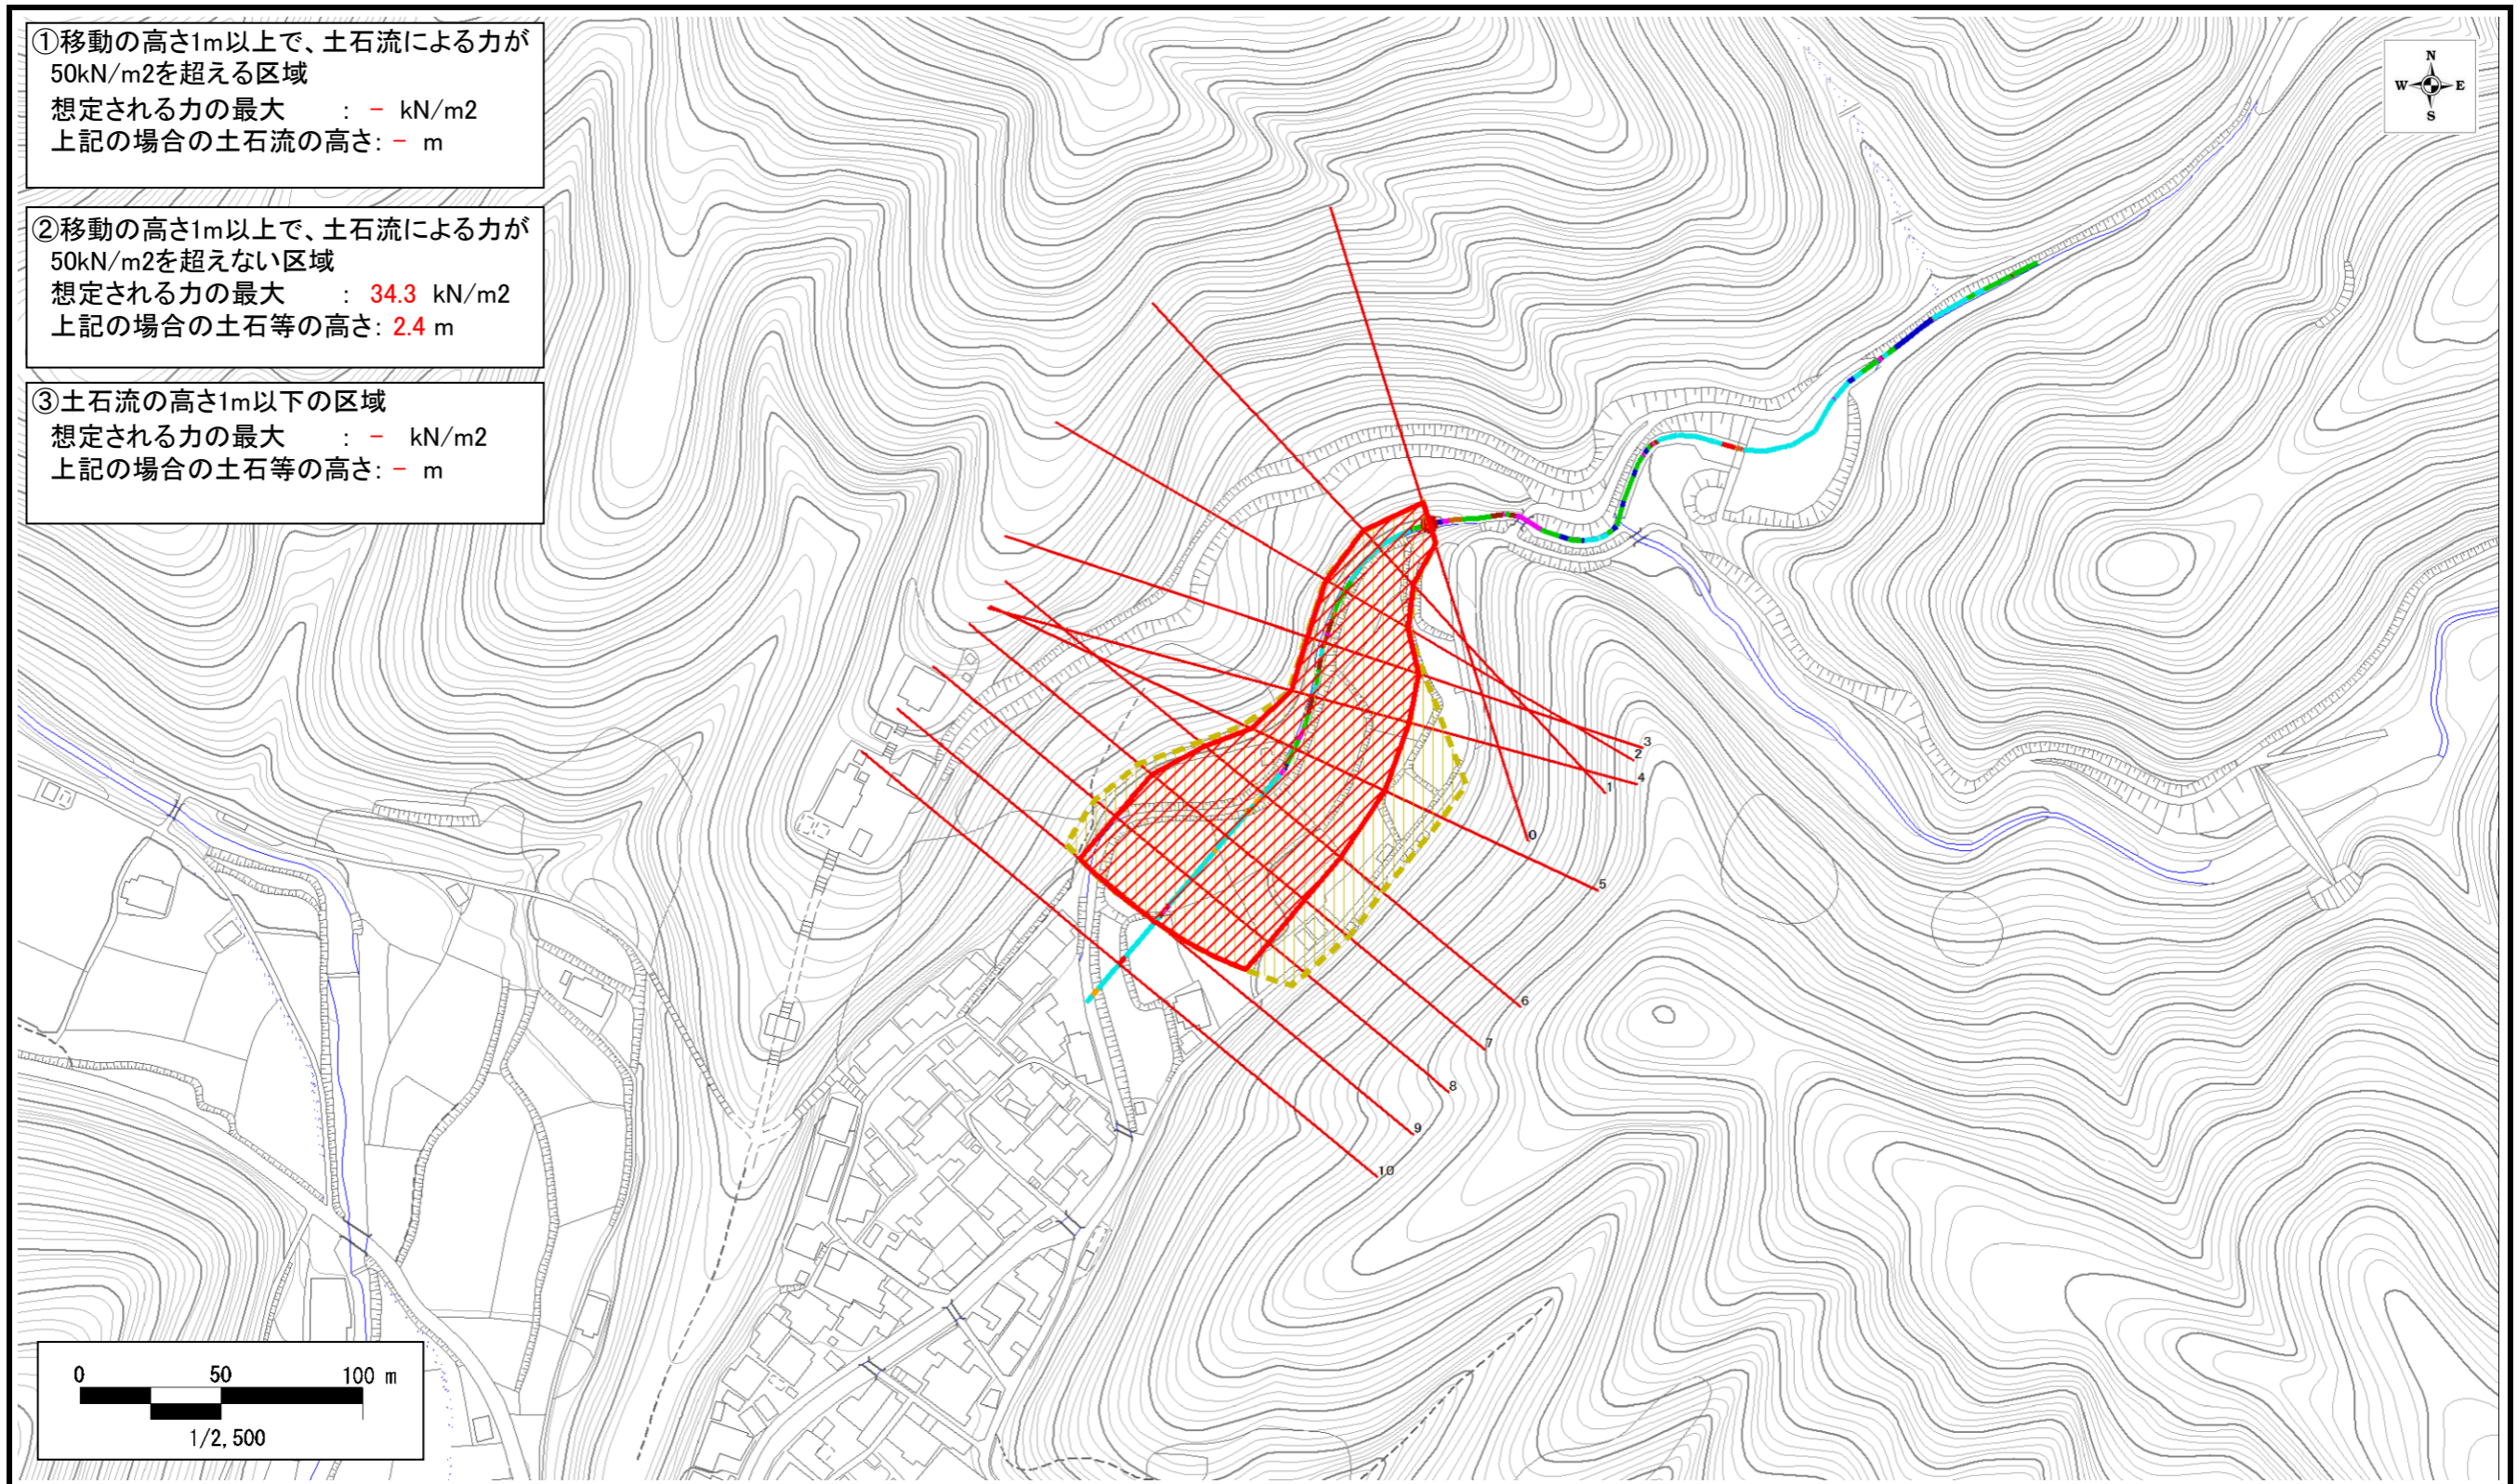 ①移動の高さ1m以上で、土石流による力が
50kN/m2を超える区域
想定される力の最大 : － kN/m2
上記の場合の土石流の高さ: － m
②移動の高さ1m以上で、土石流による力が
50kN/m2を超えない区域
想定される力の最大 : 34.3 kN/m2
上記の場合の土石等の高さ: 2.4 m
③土石流の高さ1m以下の区域
想定される力の最大 : － kN/m2
上記の場合の土石等の高さ: － m
N
W E
S
3
2
4
1
0
5
6
7
8
9
10
0 50 100 m
1/2,500